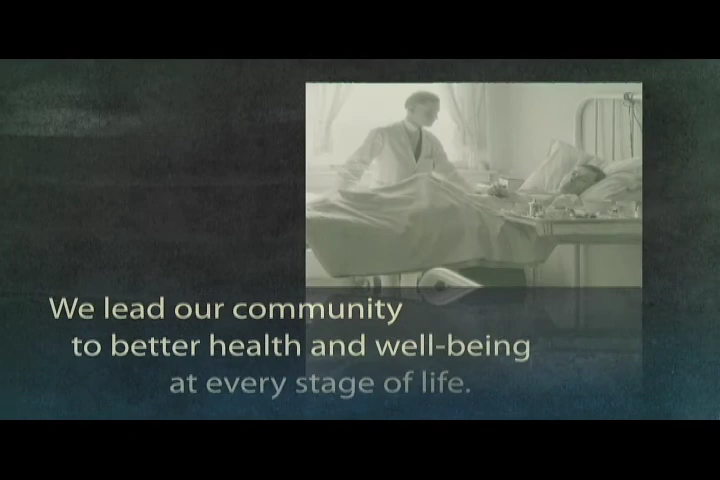 We lead our community
to better health and well-being
at every stage of life.